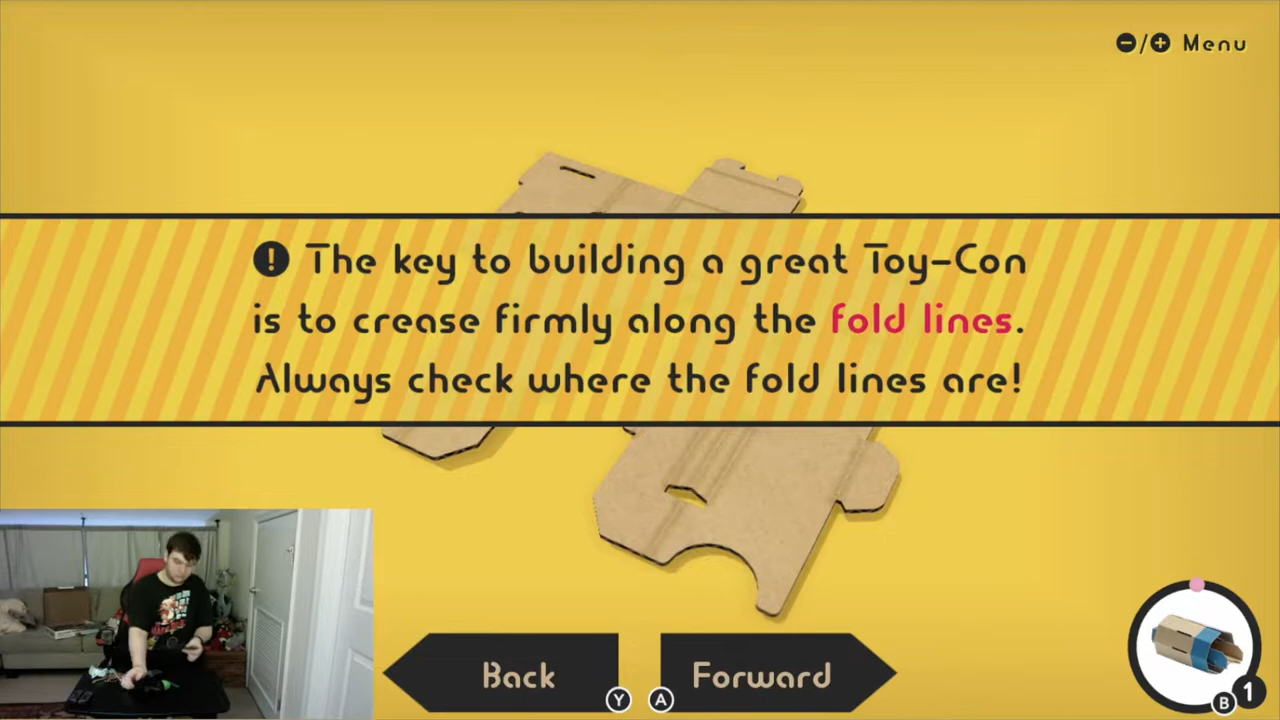 -/+ Menu
! The key to building a great Toy-Con
is to crease firmly along the fold lines.
Always check where the fold lines are!
Back
Y
A
Forward
B
1